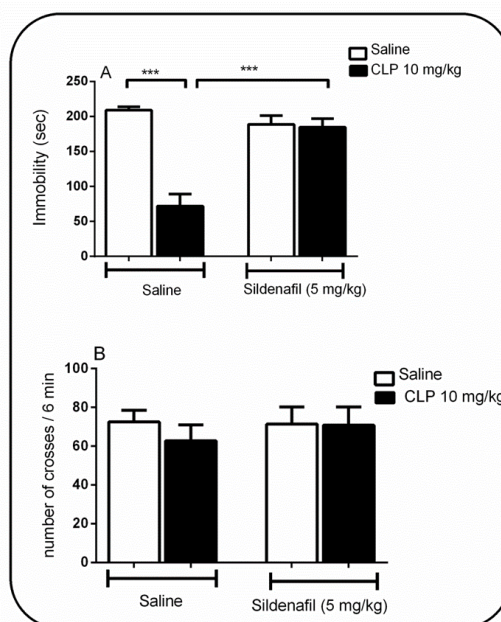 Saline
CLP 10 mg/kg
A
*** ***
Immobility (sec)
250
200
150
100
50
0
Saline
Sildenafil (5 mg/kg)
B
Saline
CLP 10 mg/kg
number of crosses / 6 min
100
80
60
40
20
0
Saline
Sildenafil (5 mg/kg)